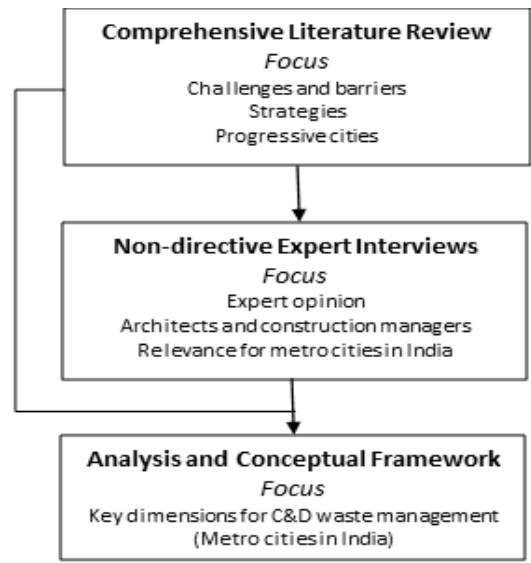 Comprehensive Literature Review
Focus
Challenges and barriers
Strategies
Progressive cities
Non-directive Expert Interviews
Focus
Expert opinion
Architects and construction managers
Relevance for metro cities in India
Analysis and Conceptual Framework
Focus
Key dimensions for C&D waste management
(Metro cities in India)